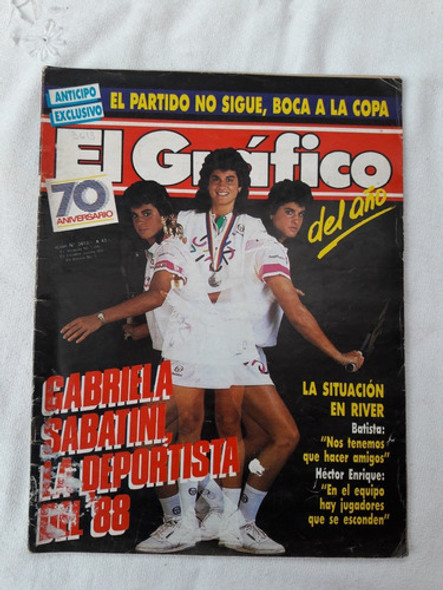 ANTICIPO
EXCLUSIVO
EL PARTIDO NO SIGUE, BOCA A LA COPA
El Gráfico
del año
70
ANIVERSARIO
GABRIELA
SABATINI,
LA DEPORTISTA
DEL '88
LA SITUACIÓN
EN RIVER
Batista:
"Nos tenemos
que hacer amigos"
Héctor Enrique:
"En el equipo
hay jugadores
que se esconden"